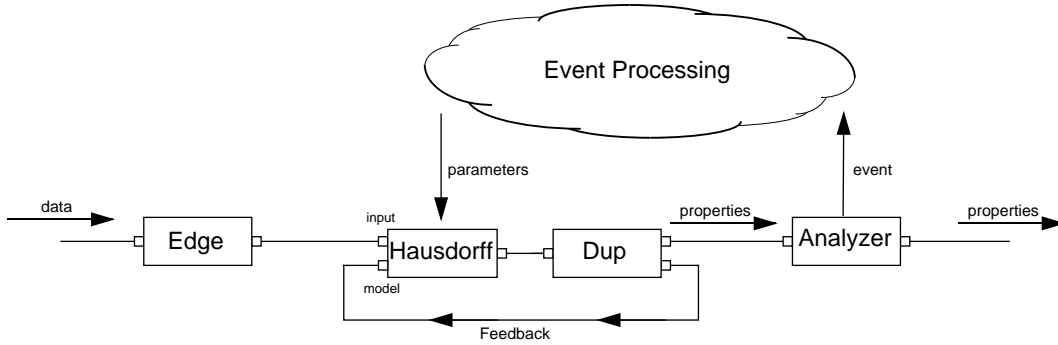 Event Processing
parameters
event
data
properties
properties
input
Edge
Hausdorff
Dup
Analyzer
model
Feedback